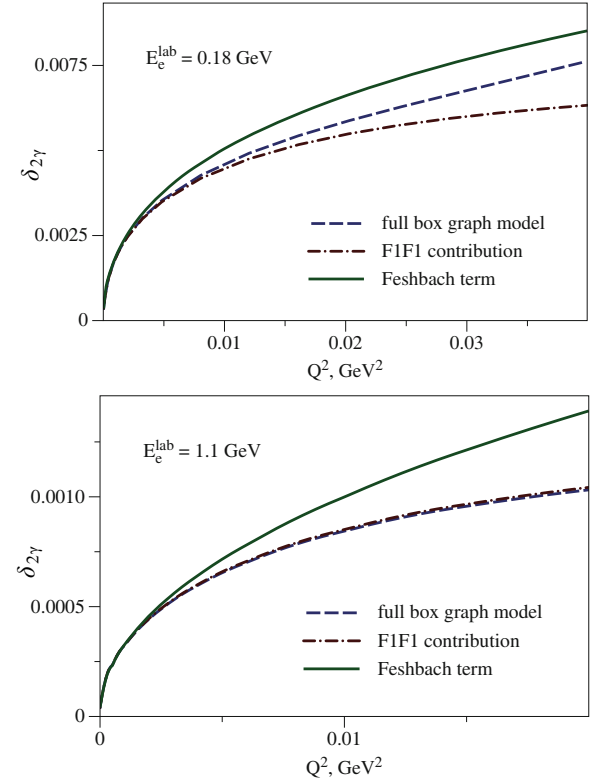 E_e^lab = 0.18 GeV
0.0075
0.0025
0
δ_2γ
full box graph model
F1F1 contribution
Feshbach term
0.01 0.02 0.03
Q², GeV²
E_e^lab = 1.1 GeV
0.0010
0.0005
0
δ_2γ
full box graph model
F1F1 contribution
Feshbach term
0 0.01
Q², GeV²